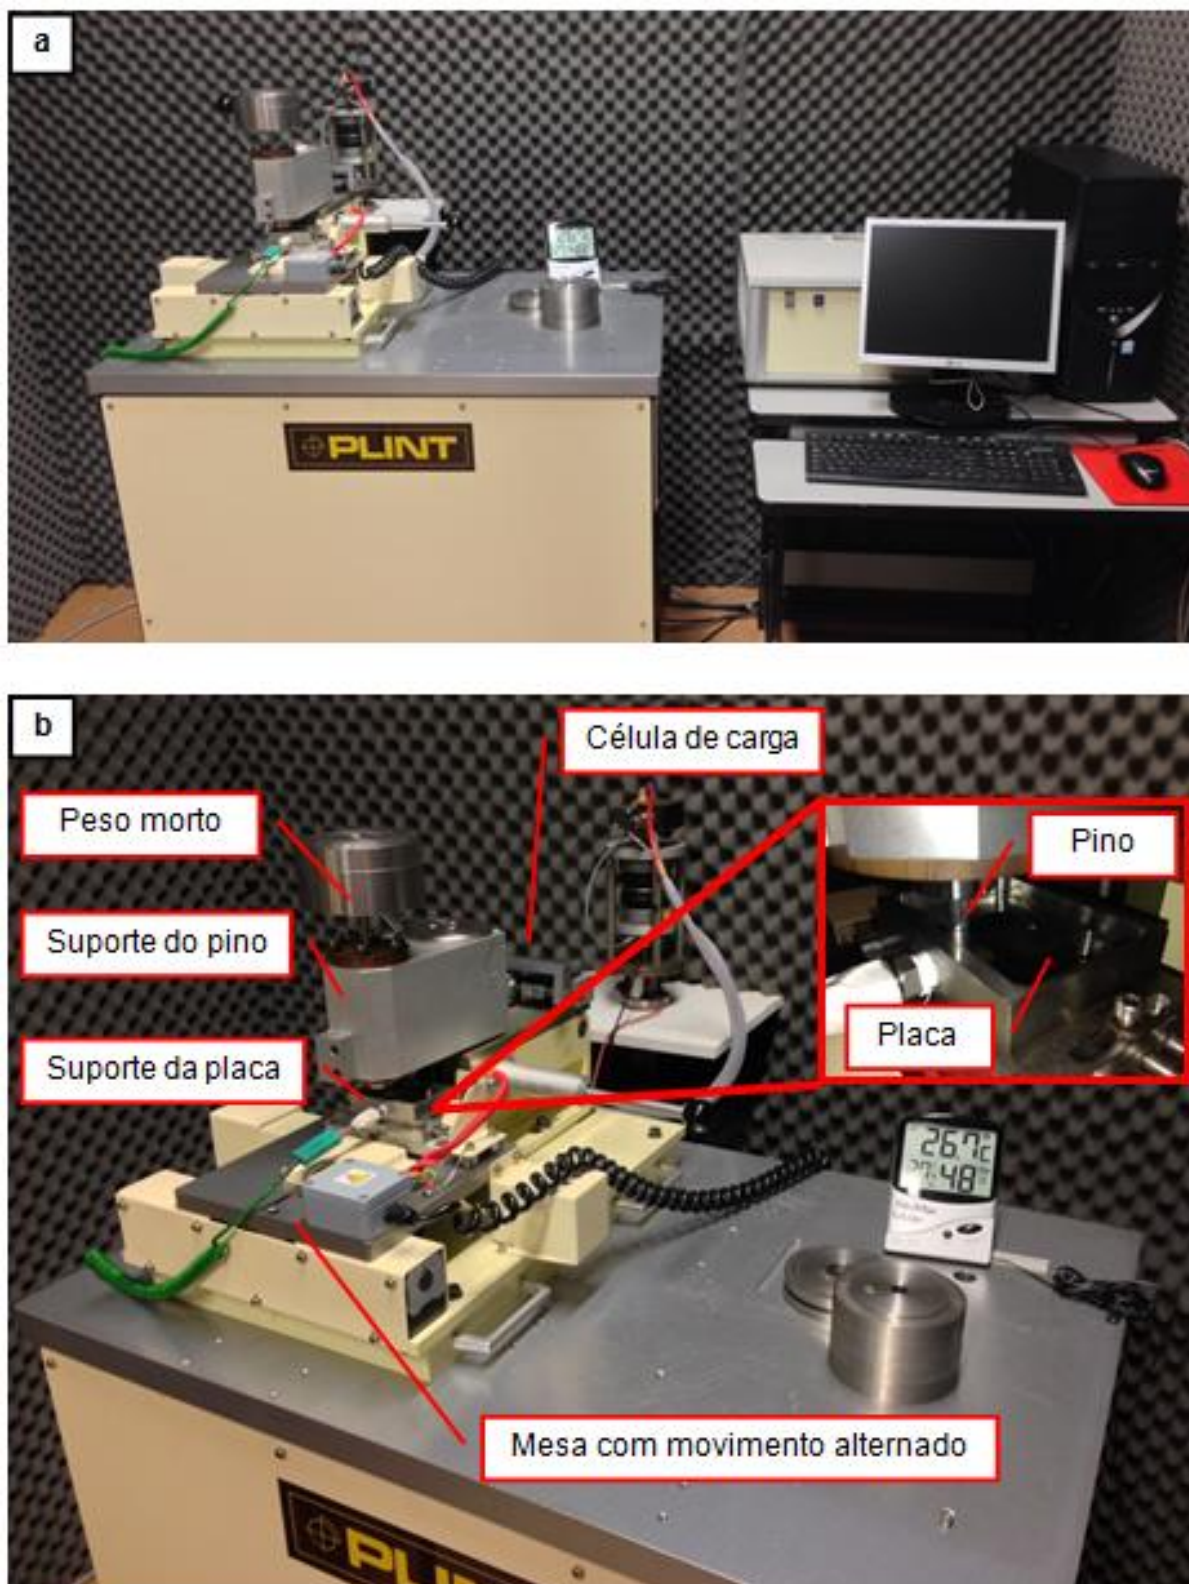 a
PLINT
b
Célula de carga
Peso morto
Pino
Suporte do pino
Placa
Suporte da placa
26.7°C
48
Mesa com movimento alternado
PLINT